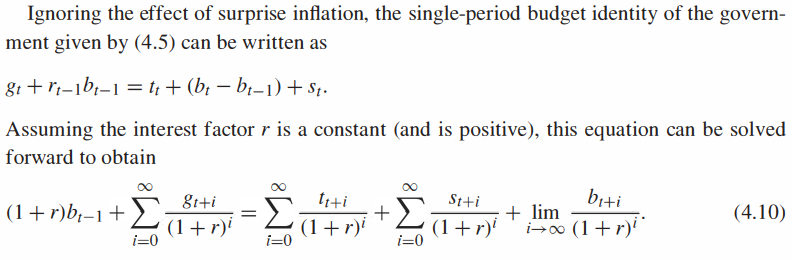 Ignoring the effect of surprise inflation, the single-period budget identity of the govern-
ment given by (4.5) can be written as
g_t + r_{t−1}b_{t−1} = t_t + (b_t − b_{t−1}) + s_t.
Assuming the interest factor r is a constant (and is positive), this equation can be solved
forward to obtain
(1 + r)b_{t−1} + ∑_{i=0}^{∞} g_{t+i}/(1 + r)^i = ∑_{i=0}^{∞} t_{t+i}/(1 + r)^i + ∑_{i=0}^{∞} s_{t+i}/(1 + r)^i + lim_{i→∞} b_{t+i}/(1 + r)^i. (4.10)